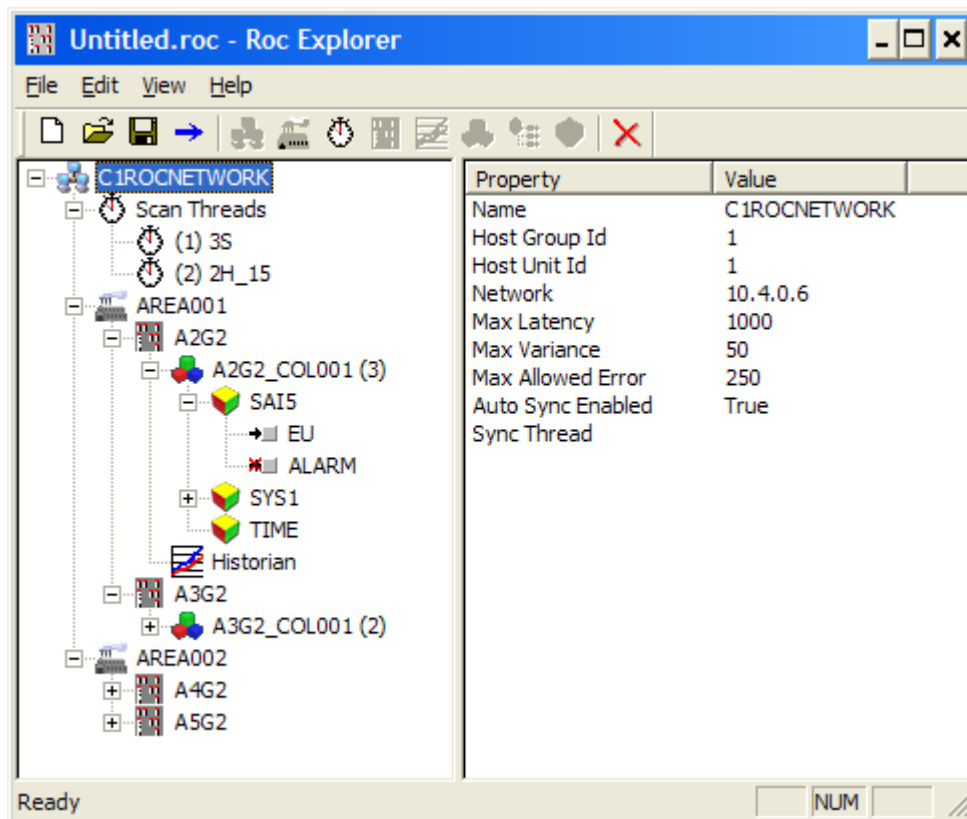 Untitled.roc - Roc Explorer
File Edit View Help
C1ROCNETWORK
Scan Threads
(1) 3S
(2) 2H_15
AREA001
A2G2
A2G2_COL001 (3)
SAI5
EU
ALARM
SYS1
TIME
Historian
A3G2
A3G2_COL001 (2)
AREA002
A4G2
A5G2
Property Value
Name C1ROCNETWORK
Host Group Id 1
Host Unit Id 1
Network 10.4.0.6
Max Latency 1000
Max Variance 50
Max Allowed Error 250
Auto Sync Enabled True
Sync Thread
Ready NUM